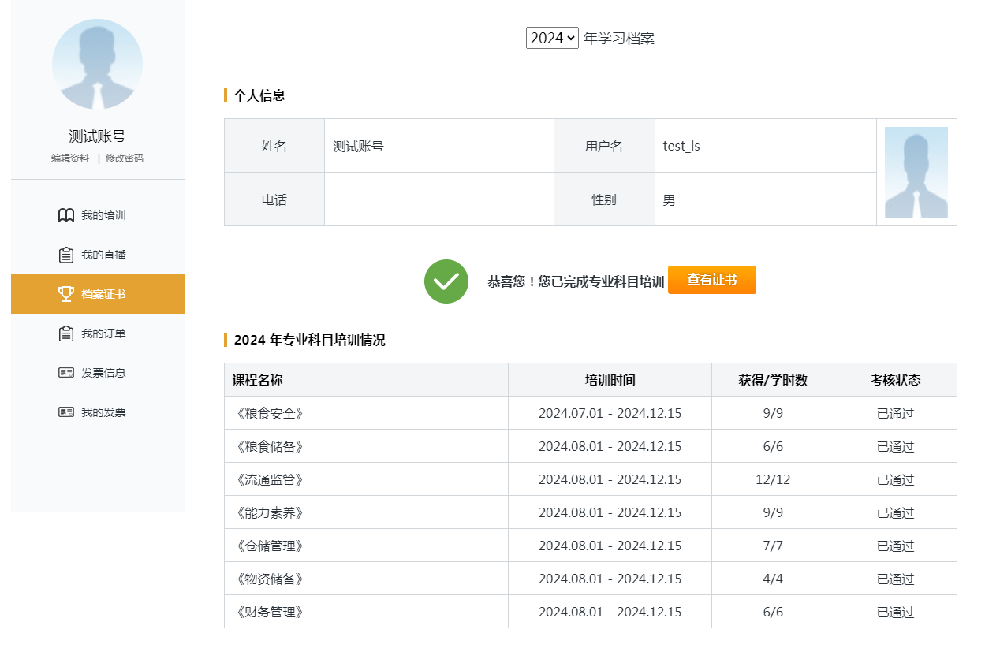 测试账号
编辑资料 | 修改密码
我的培训
我的直播
档案证书
我的订单
发票信息
我的发票
2024 年学习档案
个人信息
姓名 测试账号 用户名 test_ls
电话 性别 男
恭喜您！您已完成专业科目培训 查看证书
2024 年专业科目培训情况
课程名称 培训时间 获得/学时数 考核状态
《粮食安全》 2024.07.01 - 2024.12.15 9/9 已通过
《粮食储备》 2024.08.01 - 2024.12.15 6/6 已通过
《流通监管》 2024.08.01 - 2024.12.15 12/12 已通过
《能力素养》 2024.08.01 - 2024.12.15 9/9 已通过
《仓储管理》 2024.08.01 - 2024.12.15 7/7 已通过
《物资储备》 2024.08.01 - 2024.12.15 4/4 已通过
《财务管理》 2024.08.01 - 2024.12.15 6/6 已通过